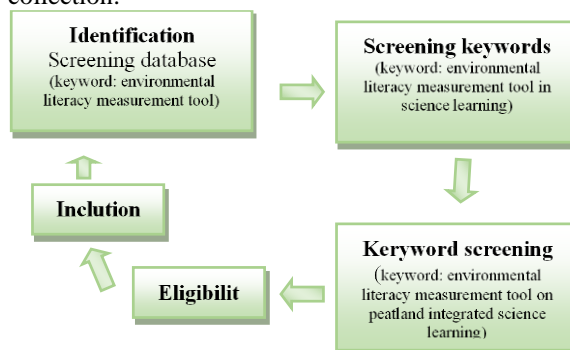 collection.
Identification
Screening database
(keyword: environmental
literacy measurement tool)
Screening keywords
(keyword: environmental
literacy measurement tool in
science learning)
Keryword screening
(keyword: environmental
literacy measurement tool on
peatland integrated science
learning)
Eligibilit
Inclution